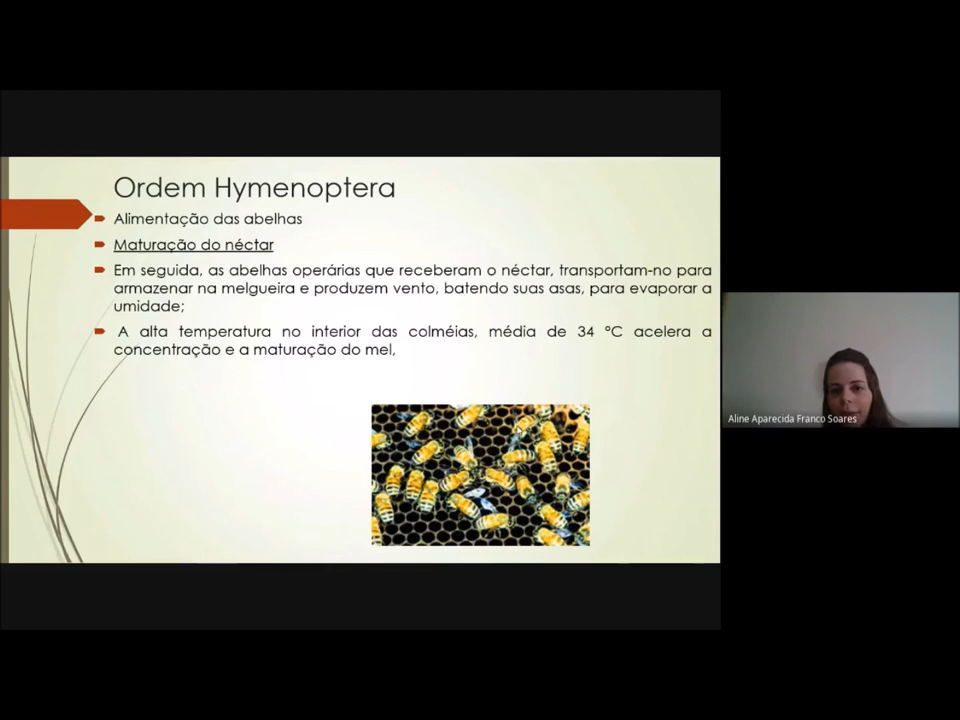 Ordem Hymenoptera
Alimentação das abelhas
Maturação do néctar
Em seguida, as abelhas operárias que receberam o néctar, transportam-no para
armazenar na melgueira e produzem vento, batendo suas asas, para evaporar a
umidade;
A alta temperatura no interior das colméias, média de 34 ºC acelera a
concentração e a maturação do mel,
Aline Aparecida Franco Soares